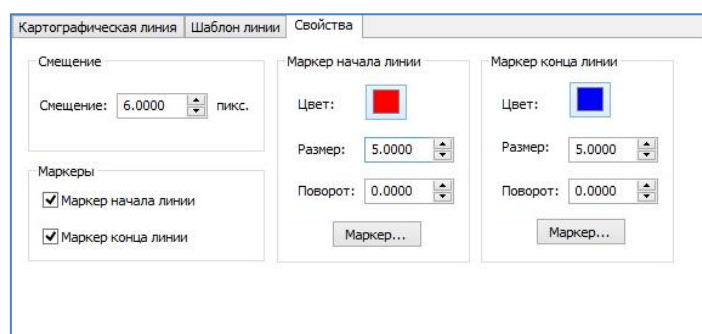 Картографическая линия Шаблон линии Свойства
Смещение
Смещение: 6.0000 пикс.
Маркеры
Маркер начала линии
Маркер конца линии
Маркер начала линии
Цвет:
Размер: 5.0000
Поворот: 0.0000
Маркер...
Маркер конца линии
Цвет:
Размер: 5.0000
Поворот: 0.0000
Маркер...